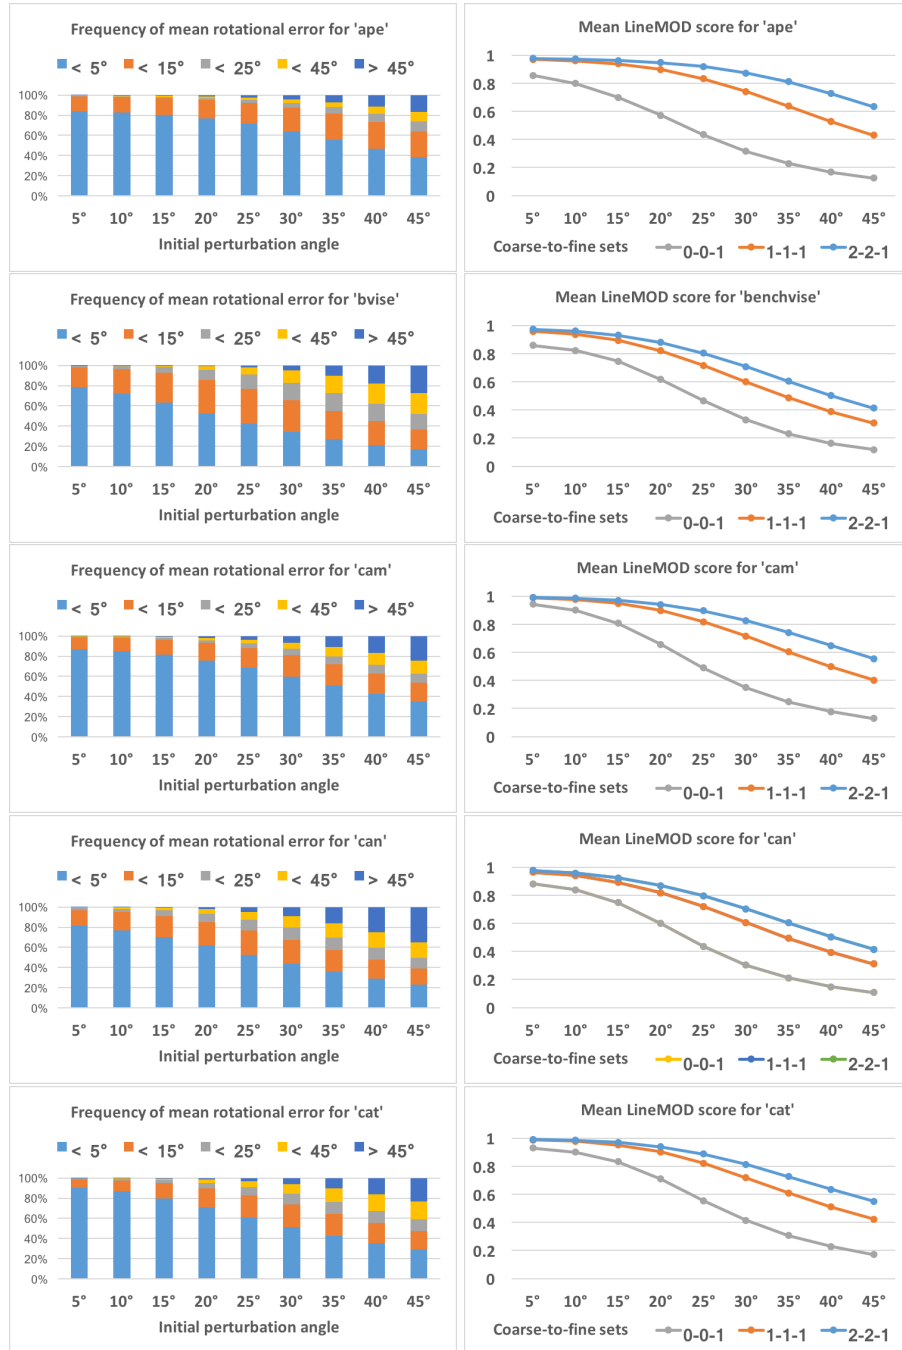 Frequency of mean rotational error for 'ape'
< 5° < 15° < 25° < 45° > 45°
100%
80%
60%
40%
20%
0%
5° 10° 15° 20° 25° 30° 35° 40° 45°
Initial perturbation angle
Mean LineMOD score for 'ape'
1
0.8
0.6
0.4
0.2
0
5° 10° 15° 20° 25° 30° 35° 40° 45°
Coarse-to-fine sets 0-0-1 1-1-1 2-2-1
Frequency of mean rotational error for 'bvise'
< 5° < 15° < 25° < 45° > 45°
100%
80%
60%
40%
20%
0%
5° 10° 15° 20° 25° 30° 35° 40° 45°
Initial perturbation angle
Mean LineMOD score for 'benchvise'
1
0.8
0.6
0.4
0.2
0
5° 10° 15° 20° 25° 30° 35° 40° 45°
Coarse-to-fine sets 0-0-1 1-1-1 2-2-1
Frequency of mean rotational error for 'cam'
< 5° < 15° < 25° < 45° > 45°
100%
80%
60%
40%
20%
0%
5° 10° 15° 20° 25° 30° 35° 40° 45°
Initial perturbation angle
Mean LineMOD score for 'cam'
1
0.8
0.6
0.4
0.2
0
5° 10° 15° 20° 25° 30° 35° 40° 45°
Coarse-to-fine sets 0-0-1 1-1-1 2-2-1
Frequency of mean rotational error for 'can'
< 5° < 15° < 25° < 45° > 45°
100%
80%
60%
40%
20%
0%
5° 10° 15° 20° 25° 30° 35° 40° 45°
Initial perturbation angle
Mean LineMOD score for 'can'
1
0.8
0.6
0.4
0.2
0
5° 10° 15° 20° 25° 30° 35° 40° 45°
Coarse-to-fine sets 0-0-1 1-1-1 2-2-1
Frequency of mean rotational error for 'cat'
< 5° < 15° < 25° < 45° > 45°
100%
80%
60%
40%
20%
0%
5° 10° 15° 20° 25° 30° 35° 40° 45°
Initial perturbation angle
Mean LineMOD score for 'cat'
1
0.8
0.6
0.4
0.2
0
5° 10° 15° 20° 25° 30° 35° 40° 45°
Coarse-to-fine sets 0-0-1 1-1-1 2-2-1